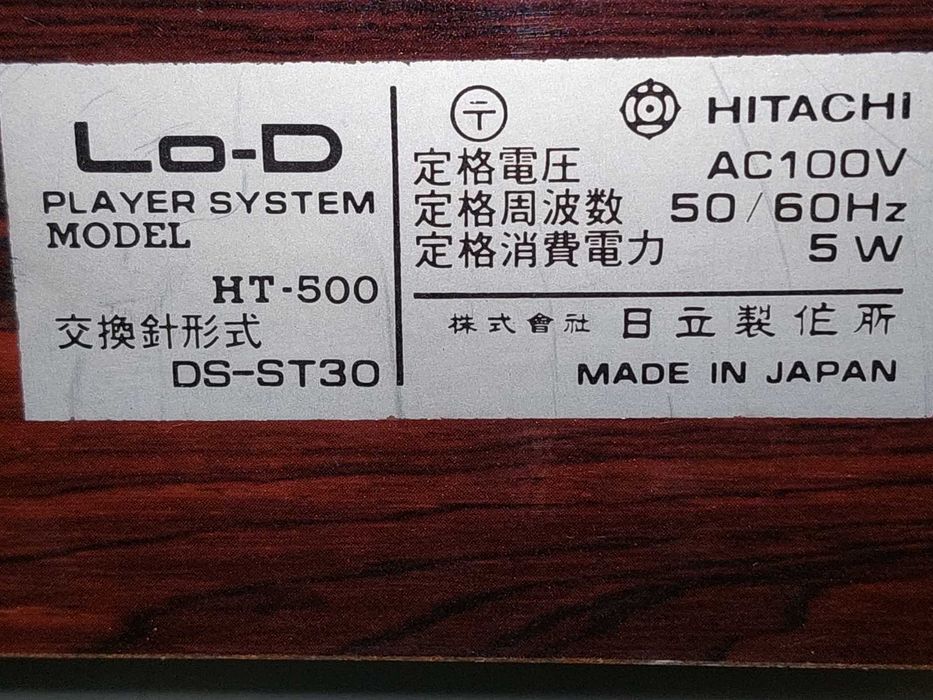 Lo-D
PLAYER SYSTEM
MODEL
HT-500
交換針形式
DS-ST30
〒 HITACHI
定格電圧 AC100V
定格周波数 50/60Hz
定格消費電力 5W
株式會社 日立製作所
MADE IN JAPAN